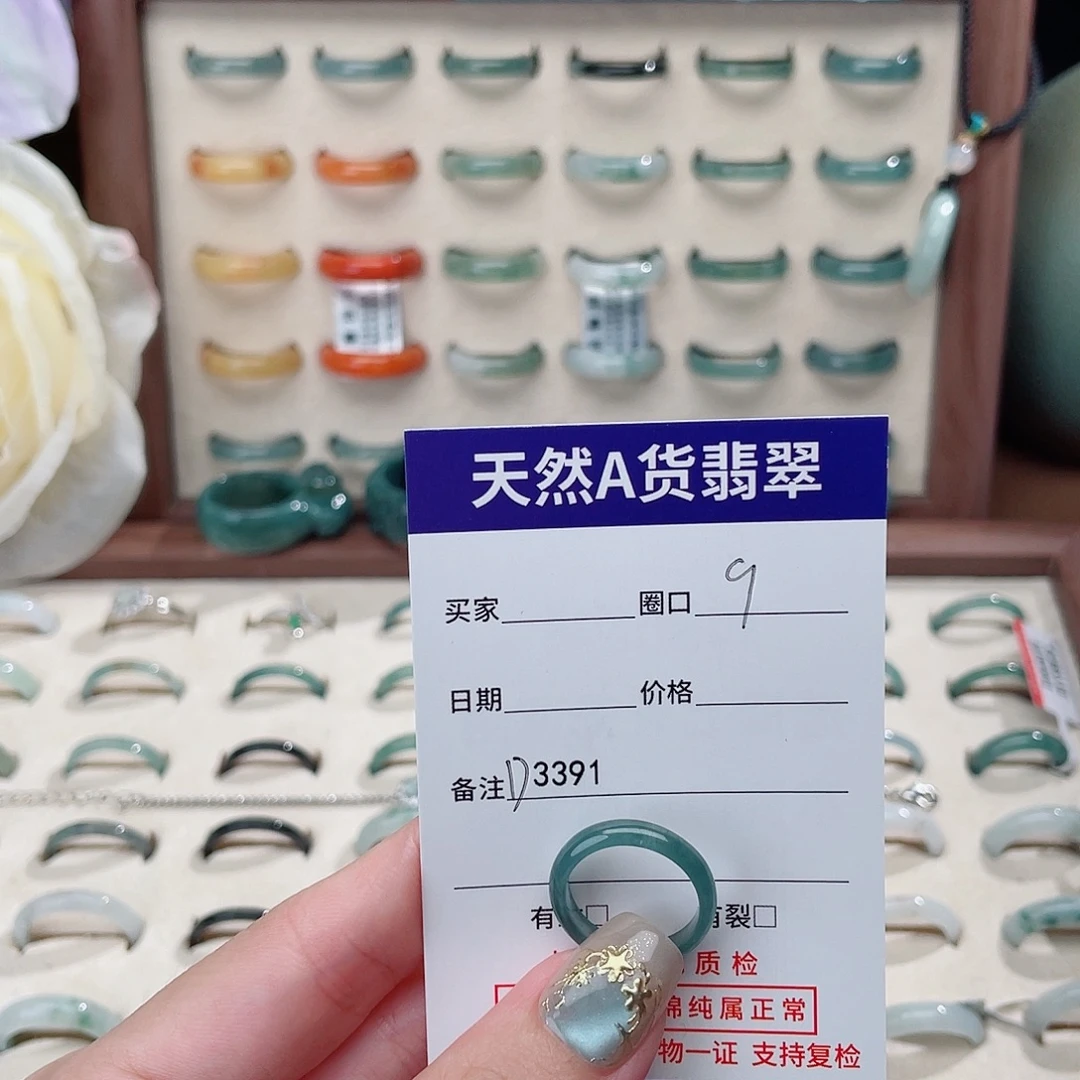 天然A货翡翠
买家 圈口 9
日期 价格
备注 D3391
有 □ 有裂□
质检
棉纯属正常
物一证 支持复检